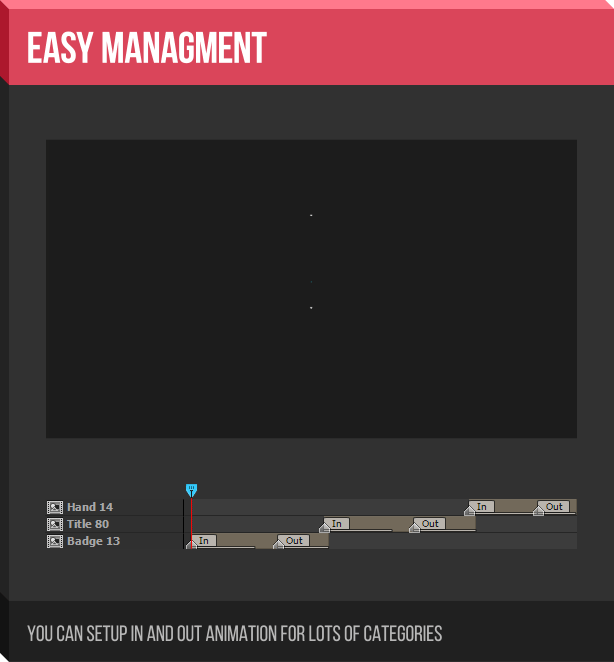 EASY MANAGMENT
Hand 14 In Out
Title 80 In Out
Badge 13 In Out
YOU CAN SETUP IN AND OUT ANIMATION FOR LOTS OF CATEGORIES